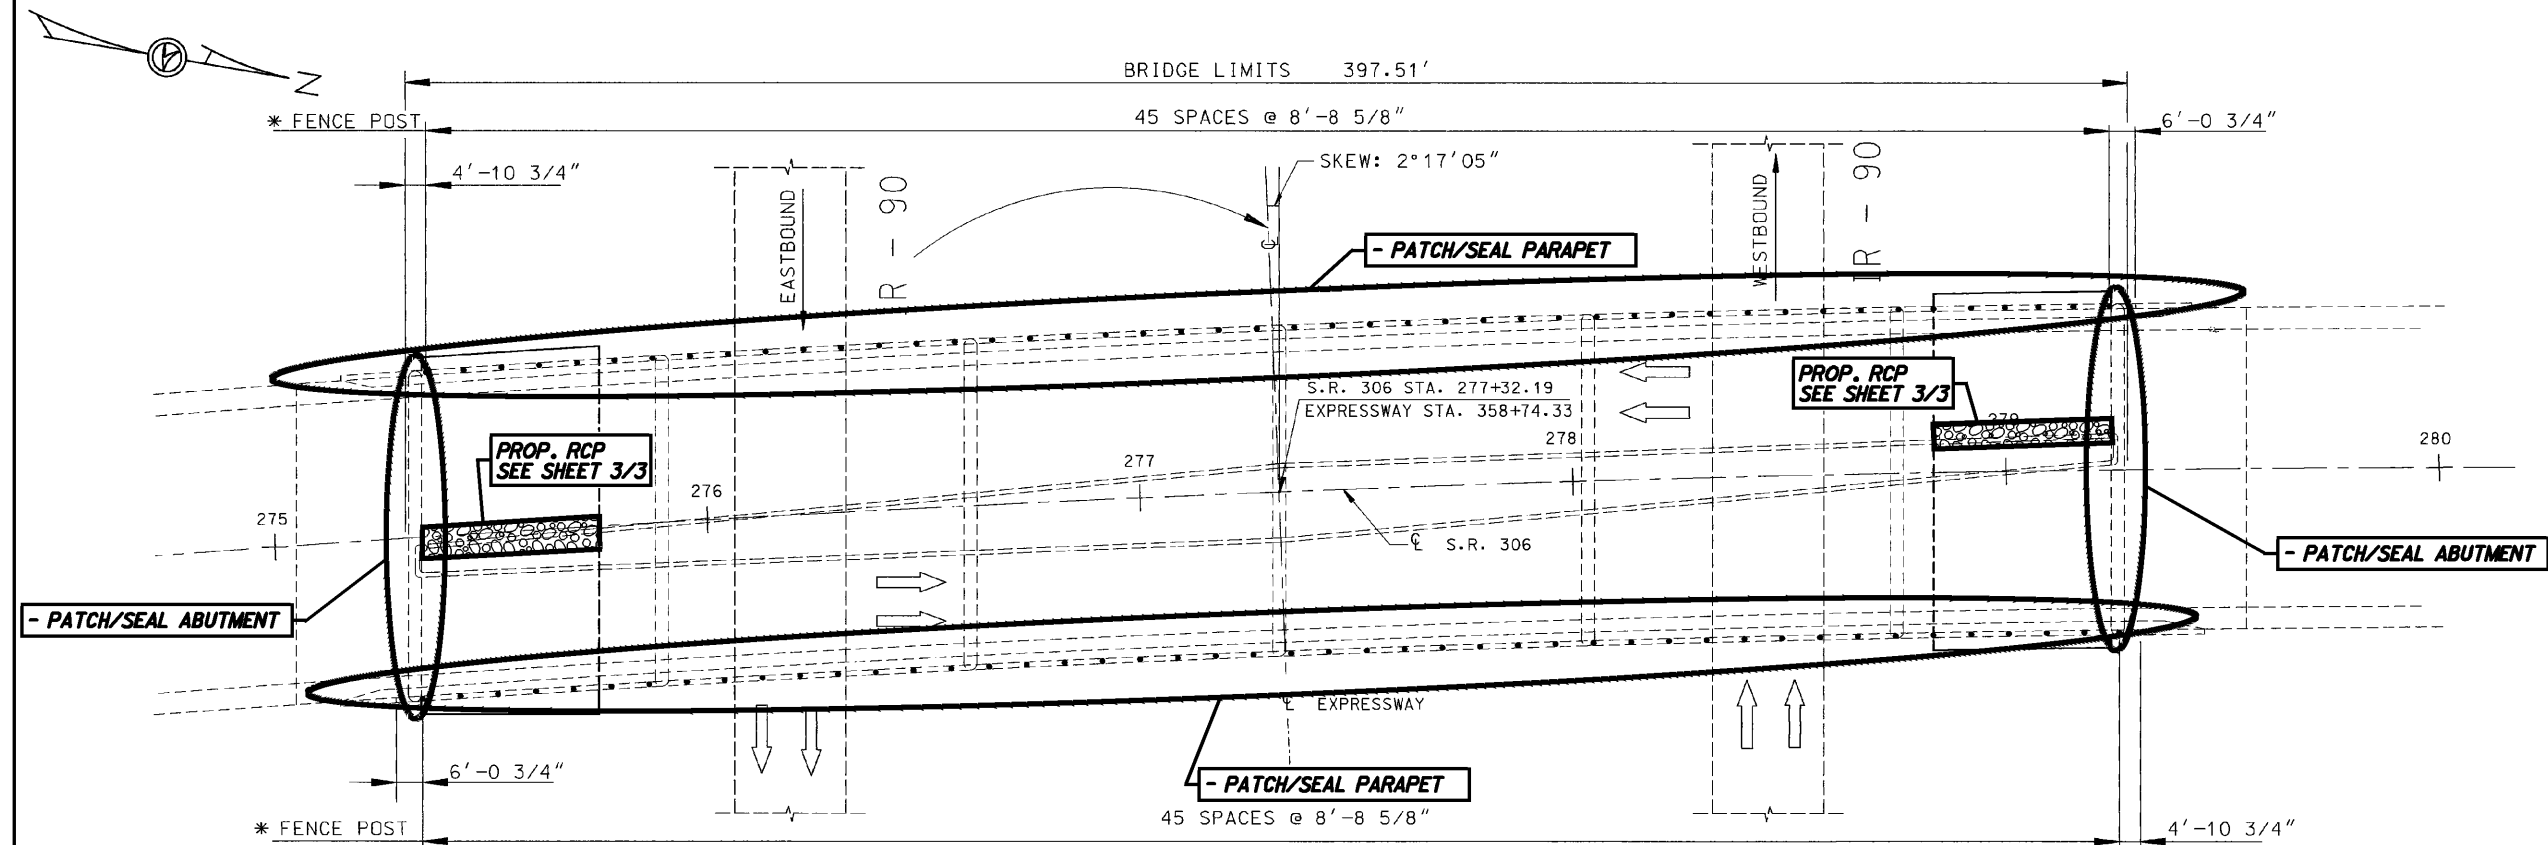 N
BRIDGE LIMITS 397.51'
* FENCE POST
45 SPACES @ 8'-8 5/8"
6'-0 3/4"
4'-10 3/4"
SKEW: 2°17'05"
EASTBOUND
R - 90
WESTBOUND
IR - 90
- PATCH/SEAL PARAPET
S.R. 306 STA. 277+32.19
EXPRESSWAY STA. 358+74.33
PROP. RCP
SEE SHEET 3/3
PROP. RCP
SEE SHEET 3/3
275
276
277
278
279
280
℄ S.R. 306
- PATCH/SEAL ABUTMENT
- PATCH/SEAL ABUTMENT
℄ EXPRESSWAY
- PATCH/SEAL PARAPET
6'-0 3/4"
* FENCE POST
45 SPACES @ 8'-8 5/8"
4'-10 3/4"